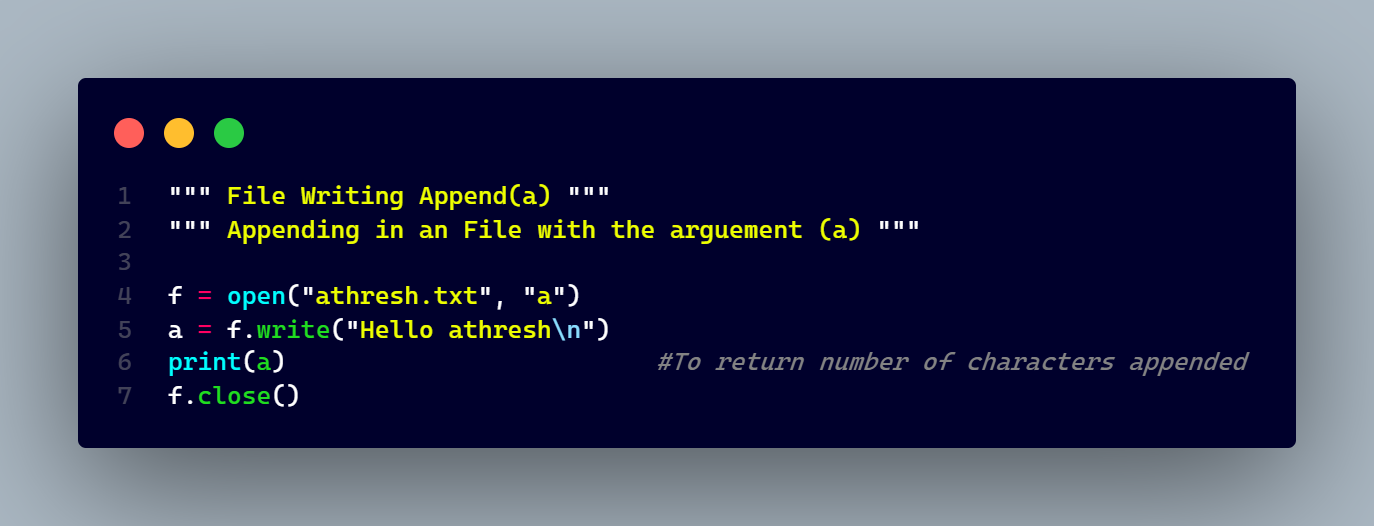 1 """ File Writing Append(a) """
2 """ Appending in an File with the arguement (a) """
3
4 f = open("athresh.txt", "a")
5 a = f.write("Hello athresh\n")
6 print(a) #To return number of characters appended
7 f.close()